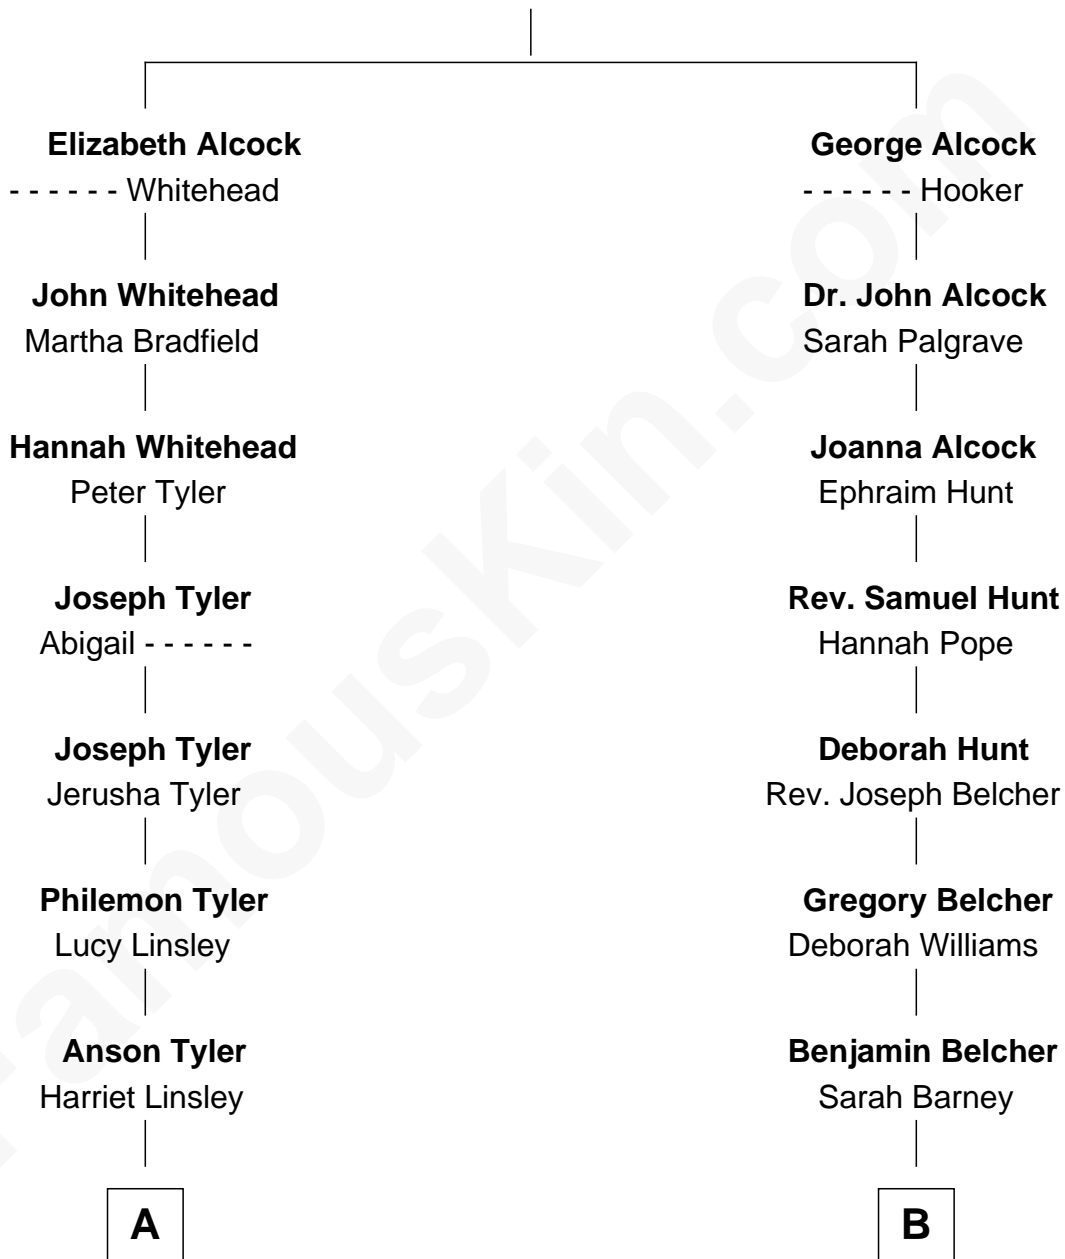 Elizabeth Alcock
- - - - - - Whitehead
John Whitehead
Martha Bradfield
Hannah Whitehead
Peter Tyler
Joseph Tyler
Abigail - - - - - -
Joseph Tyler
Jerusha Tyler
Philemon Tyler
Lucy Linsley
Anson Tyler
Harriet Linsley
A
George Alcock
- - - - - - Hooker
Dr. John Alcock
Sarah Palgrave
Joanna Alcock
Ephraim Hunt
Rev. Samuel Hunt
Hannah Pope
Deborah Hunt
Rev. Joseph Belcher
Gregory Belcher
Deborah Williams
Benjamin Belcher
Sarah Barney
B
FamousKin.com